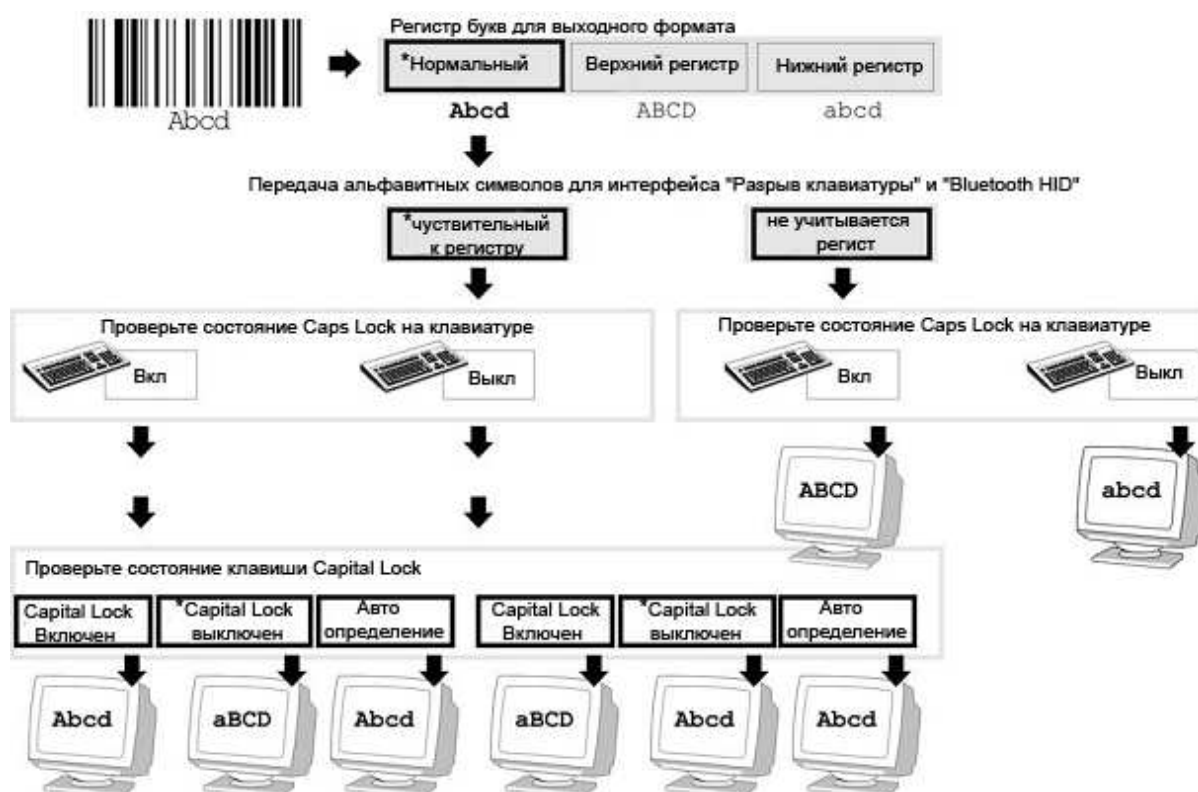 Регистр букв для выходного формата
*Нормальный
Верхний регистр
Нижний регистр
Abcd
Abcd
ABCD
abcd
Передача альфавитных символов для интерфейса "Разрыв клавиатуры" и "Bluetooth HID"
*чуствительный
к регистру
не учитывается
регист
Проверьте состояние Caps Lock на клавиатуре
Вкл
Выкл
Проверьте состояние Caps Lock на клавиатуре
Вкл
Выкл
ABCD
abcd
Проверьте состояние клавиши Capital Lock
Capital Lock
Включен
*Capital Lock
выключен
Авто
определение
Capital Lock
Включен
*Capital Lock
выключен
Авто
определение
Abcd
aBCD
Abcd
aBCD
Abcd
Abcd